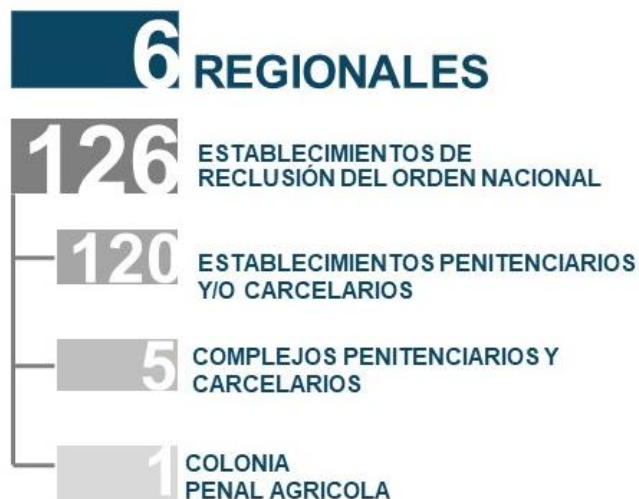 6 REGIONALES
126 ESTABLECIMIENTOS DE
RECLUSIÓN DEL ORDEN NACIONAL
120 ESTABLECIMIENTOS PENITENCIARIOS
Y/O CARCELARIOS
5 COMPLEJOS PENITENCIARIOS Y
CARCELARIOS
1 COLONIA
PENAL AGRICOLA